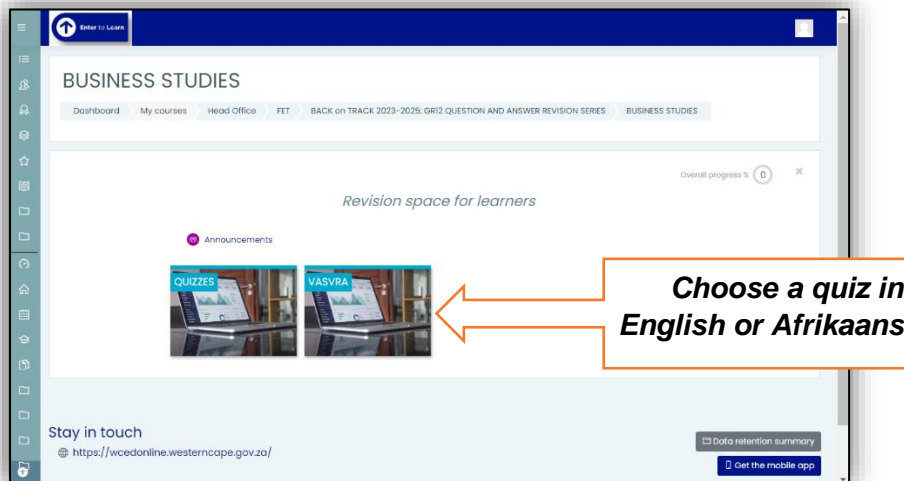 Enter to Learn
BUSINESS STUDIES
Dashboard My courses Head Office FET BACK on TRACK 2023-2025: GR12 QUESTION AND ANSWER REVISION SERIES BUSINESS STUDIES
Overall progress % 0
Revision space for learners
Announcements
QUIZZES VASVRA
Choose a quiz in
English or Afrikaans
Stay in touch
https://wcedonline.westerncape.gov.za/
Data retention summary
Get the mobile app